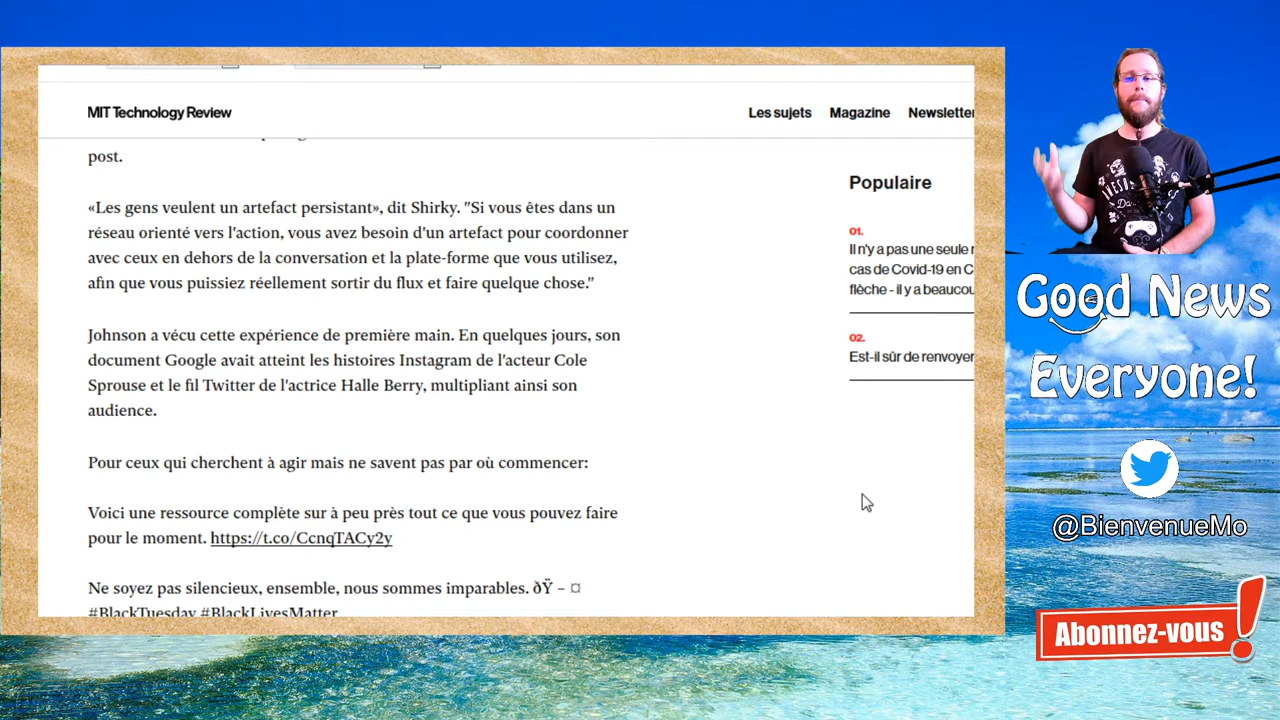 MIT Technology Review
Les sujets
Magazine
Newsletter
post.
«Les gens veulent un artefact persistant», dit Shirky. "Si vous êtes dans un
réseau orienté vers l'action, vous avez besoin d'un artefact pour coordonner
avec ceux en dehors de la conversation et la plate-forme que vous utilisez,
afin que vous puissiez réellement sortir du flux et faire quelque chose."
Johnson a vécu cette expérience de première main. En quelques jours, son
document Google avait atteint les histoires Instagram de l'acteur Cole
Sprouse et le fil Twitter de l'actrice Halle Berry, multipliant ainsi son
audience.
Pour ceux qui cherchent à agir mais ne savent pas par où commencer:
Voici une ressource complète sur à peu près tout ce que vous pouvez faire
pour le moment. https://t.co/CcnqTACy2y
Ne soyez pas silencieux, ensemble, nous sommes imparables. ðŸ – ¤
#BlackTuesday #BlackLivesMatter
Populaire
01.
Il n'y a pas une seule
cas de Covid-19 en C
flèche - il y a beaucou
02.
Est-il sûr de renvoyer
Good News
Everyone!
@BienvenueMo
Abonnez-vous !